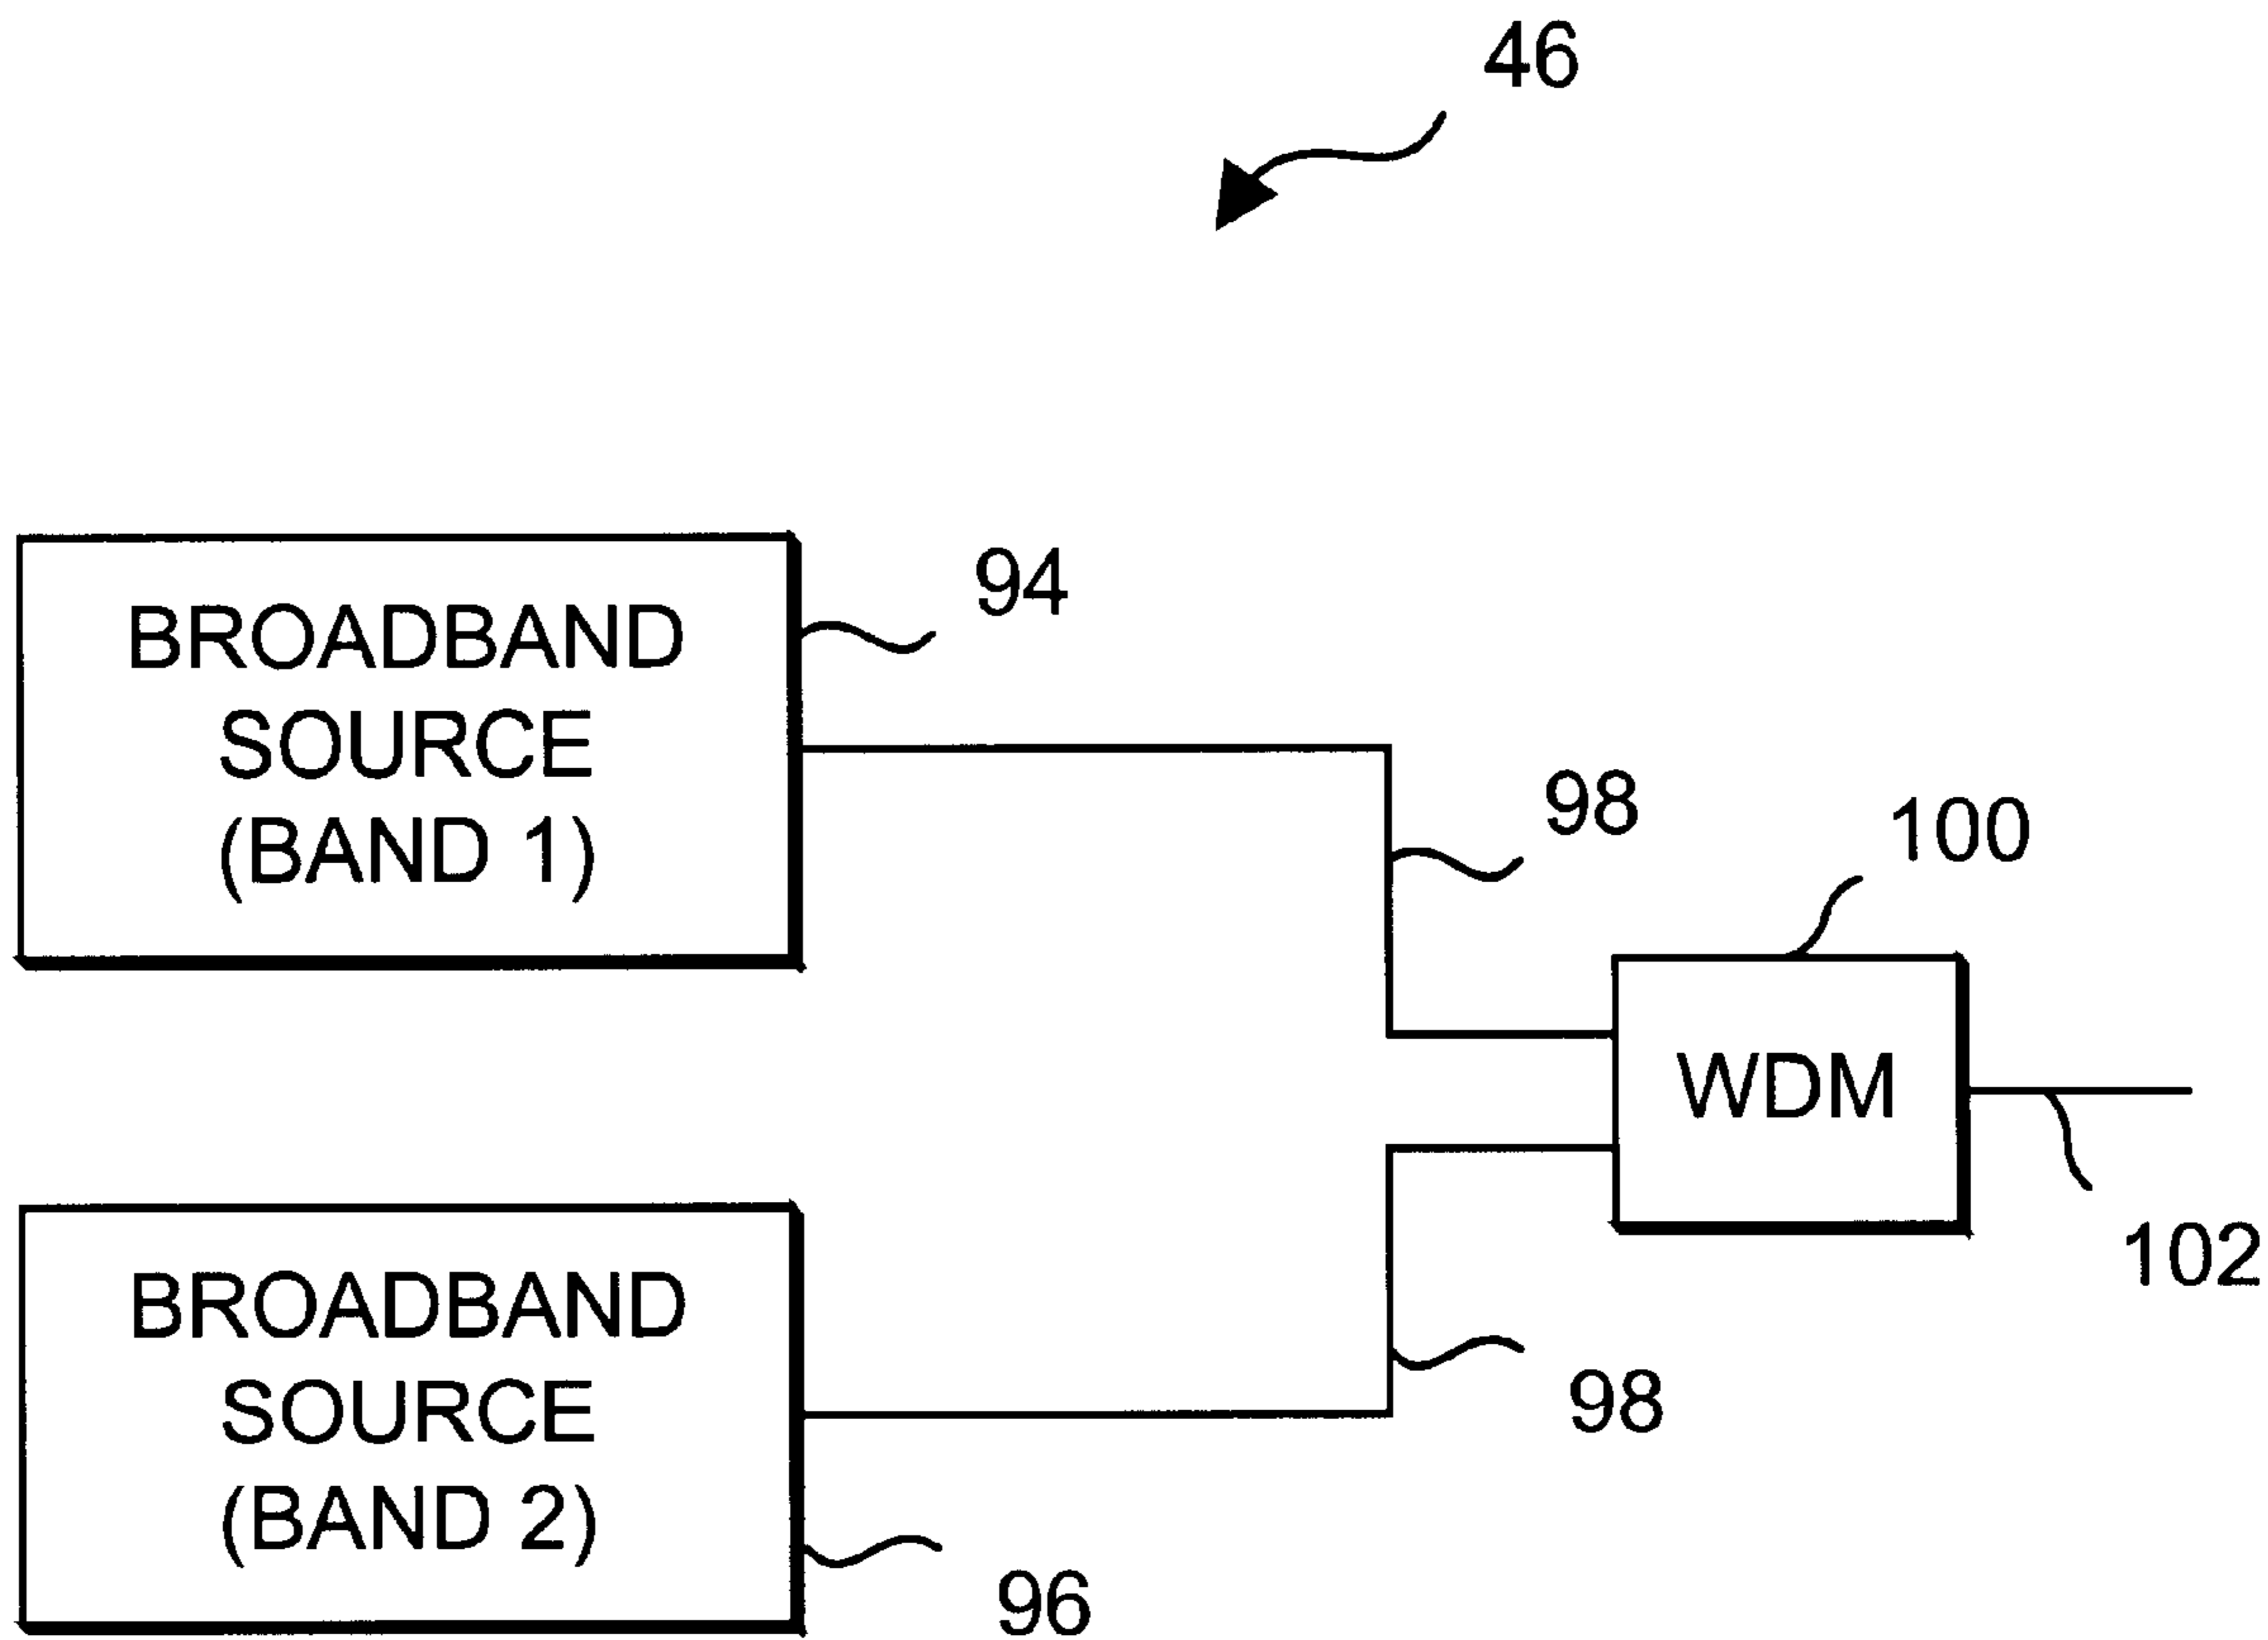 46
BROADBAND
SOURCE
(BAND 1)
94
98
100
WDM
102
BROADBAND
SOURCE
(BAND 2)
98
96